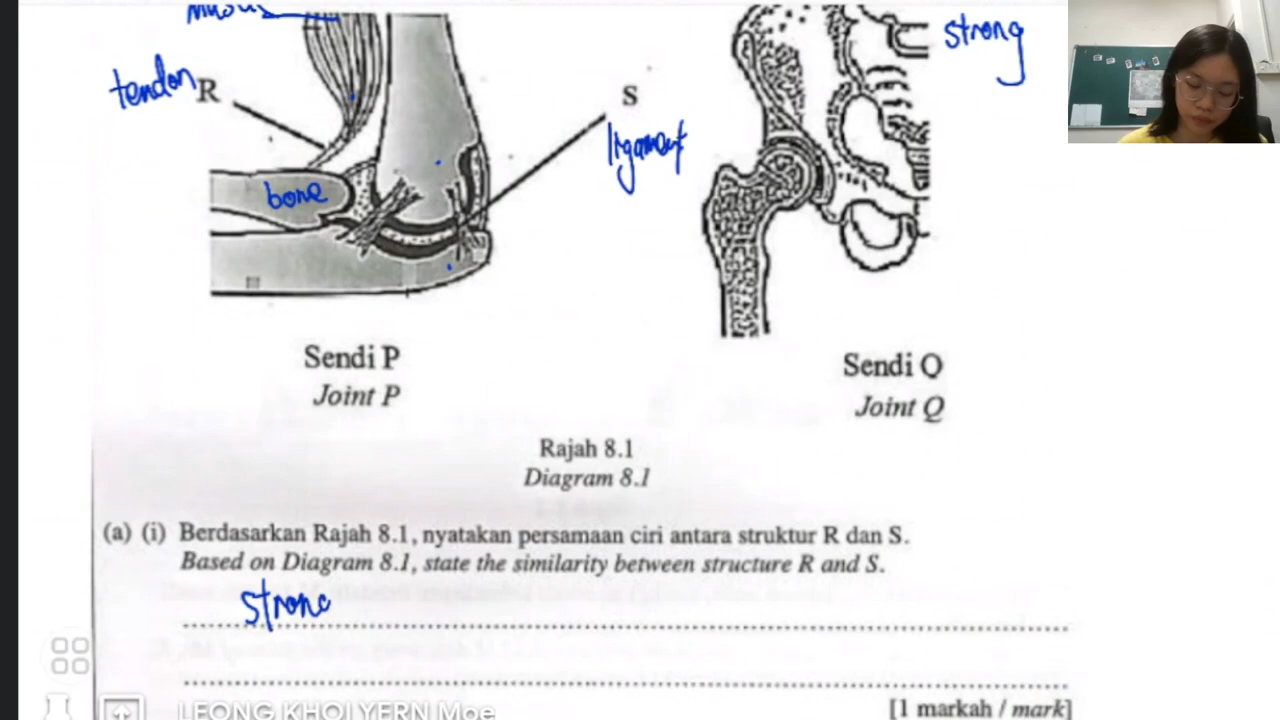 strong
tendon R
S
ligament
bone
Sendi P
Joint P
Sendi Q
Joint Q
Rajah 8.1
Diagram 8.1
(a) (i) Berdasarkan Rajah 8.1, nyatakan persamaan ciri antara struktur R dan S.
Based on Diagram 8.1, state the similarity between structure R and S.
strong
LEONG KHOI YERN Moe
[1 markah / mark]